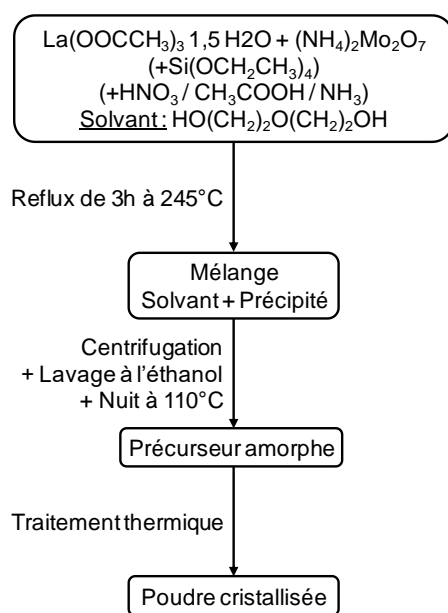 La(OOCCH₃)₃ 1,5 H2O + (NH₄)₂Mo₂O₇
(+Si(OCH₂CH₃)₄)
(+HNO₃ / CH₃COOH / NH₃)
Solvant : HO(CH₂)₂O(CH₂)₂OH
Reflux de 3h à 245°C
Mélange
Solvant + Précipité
Centrifugation
+ Lavage à l'éthanol
+ Nuit à 110°C
Précurseur amorphe
Traitement thermique
Poudre cristallisée